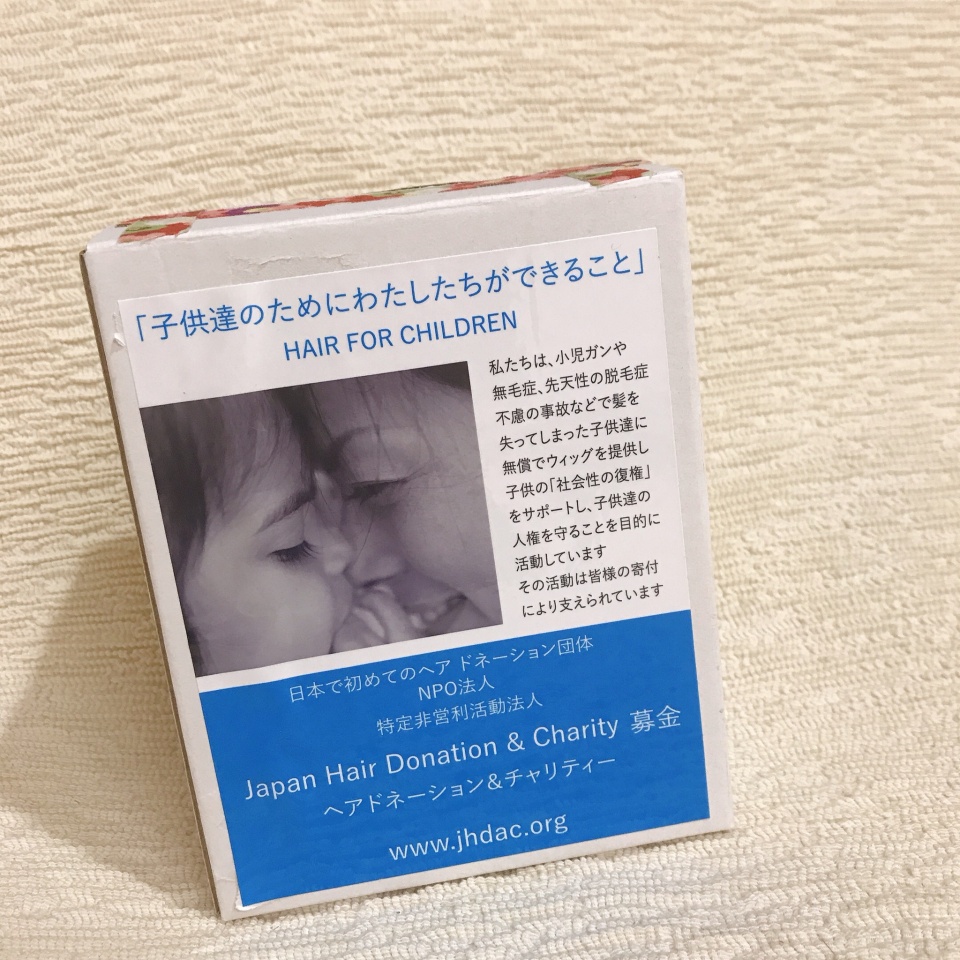 「子供達のためにわたしたちができること」
HAIR FOR CHILDREN
私たちは、小児ガンや
無毛症、先天性の脱毛症
不慮の事故などで髪を
失ってしまった子供達に
無償でウィッグを提供し
子供の「社会性の復権」
をサポートし、子供達の
人権を守ることを目的に
活動しています
その活動は皆様の寄付
により支えられています
日本で初めてのヘアドネーション団体
NPO法人
特定非営利活動法人
Japan Hair Donation & Charity 募金
ヘアドネーション&チャリティー
www.jhdac.org